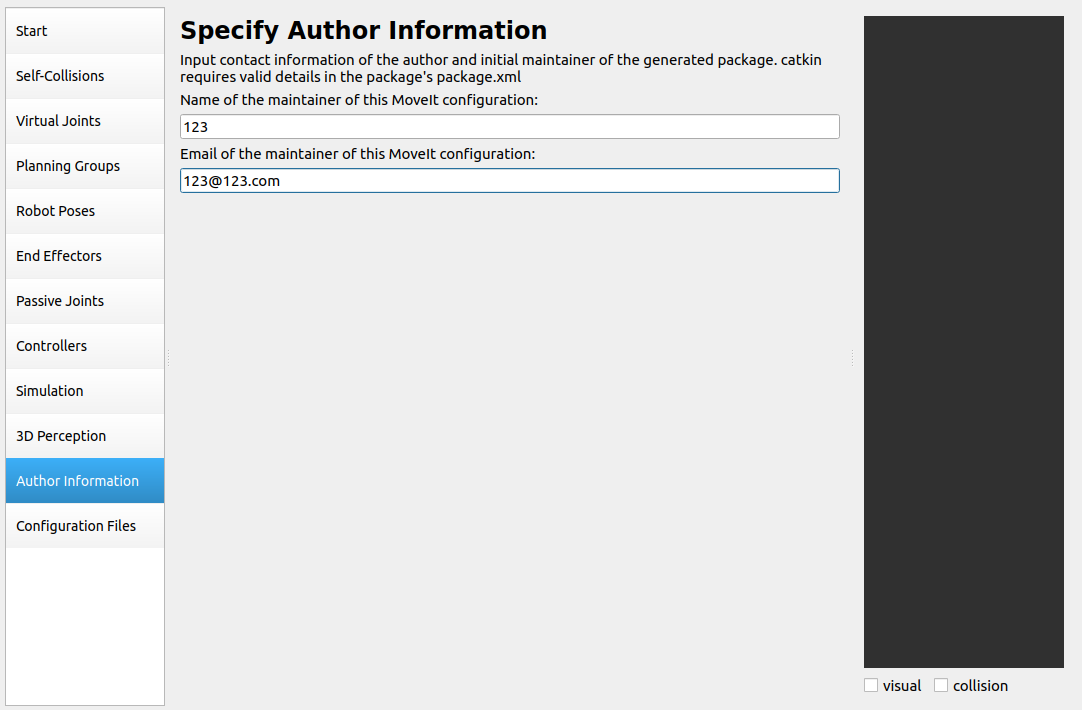 Start
Self-Collisions
Virtual Joints
Planning Groups
Robot Poses
End Effectors
Passive Joints
Controllers
Simulation
3D Perception
Author Information
Configuration Files
Specify Author Information
Input contact information of the author and initial maintainer of the generated package. catkin
requires valid details in the package's package.xml
Name of the maintainer of this MoveIt configuration:
123
Email of the maintainer of this MoveIt configuration:
123@123.com
visual collision